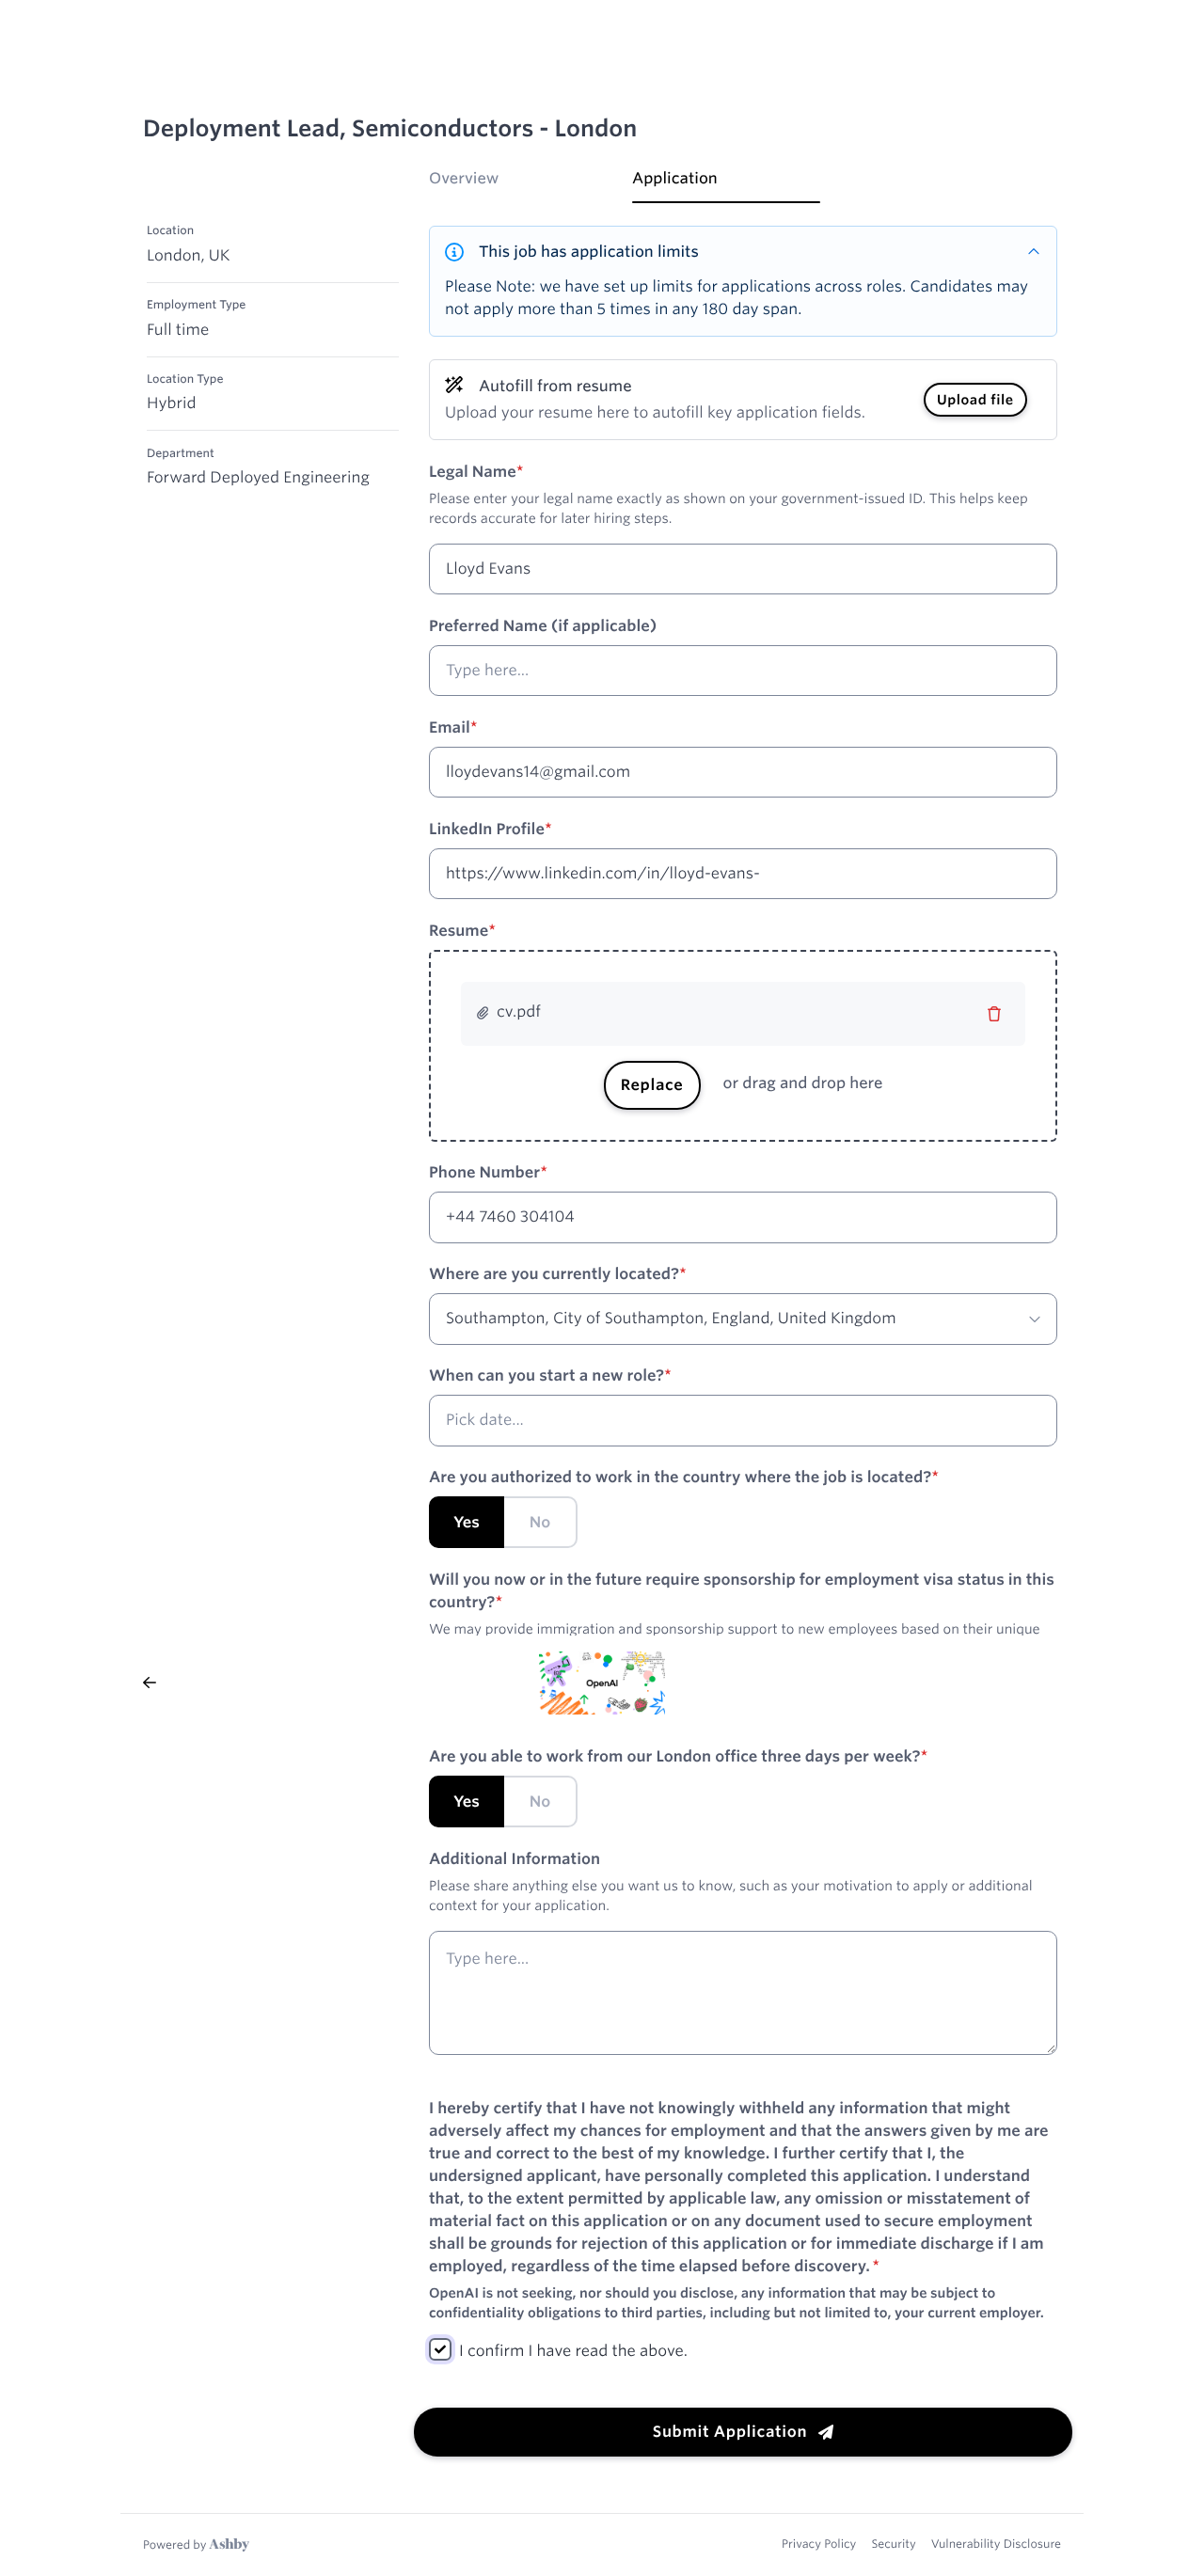 Deployment Lead, Semiconductors - London
Overview
Application
Location
London, UK
Employment Type
Full time
Location Type
Hybrid
Department
Forward Deployed Engineering
This job has application limits
Please Note: we have set up limits for applications across roles. Candidates may
not apply more than 5 times in any 180 day span.
Autofill from resume
Upload your resume here to autofill key application fields.
Upload file
Legal Name*
Please enter your legal name exactly as shown on your government-issued ID. This helps keep
records accurate for later hiring steps.
Lloyd Evans
Preferred Name (if applicable)
Type here...
Email*
lloydevans14@gmail.com
LinkedIn Profile*
https://www.linkedin.com/in/lloyd-evans-
Resume*
cv.pdf
Replace
or drag and drop here
Phone Number*
+44 7460 304104
Where are you currently located?*
Southampton, City of Southampton, England, United Kingdom
When can you start a new role?*
Pick date...
Are you authorized to work in the country where the job is located?*
Yes
No
Will you now or in the future require sponsorship for employment visa status in this
country?*
We may provide immigration and sponsorship support to new employees based on their unique
OpenAI
Are you able to work from our London office three days per week?*
Yes
No
Additional Information
Please share anything else you want us to know, such as your motivation to apply or additional
context for your application.
Type here...
I hereby certify that I have not knowingly withheld any information that might
adversely affect my chances for employment and that the answers given by me are
true and correct to the best of my knowledge. I further certify that I, the
undersigned applicant, have personally completed this application. I understand
that, to the extent permitted by applicable law, any omission or misstatement of
material fact on this application or on any document used to secure employment
shall be grounds for rejection of this application or for immediate discharge if I am
employed, regardless of the time elapsed before discovery.*
OpenAI is not seeking, nor should you disclose, any information that may be subject to
confidentiality obligations to third parties, including but not limited to, your current employer.
I confirm I have read the above.
Submit Application
Powered by Ashby
Privacy Policy
Security
Vulnerability Disclosure